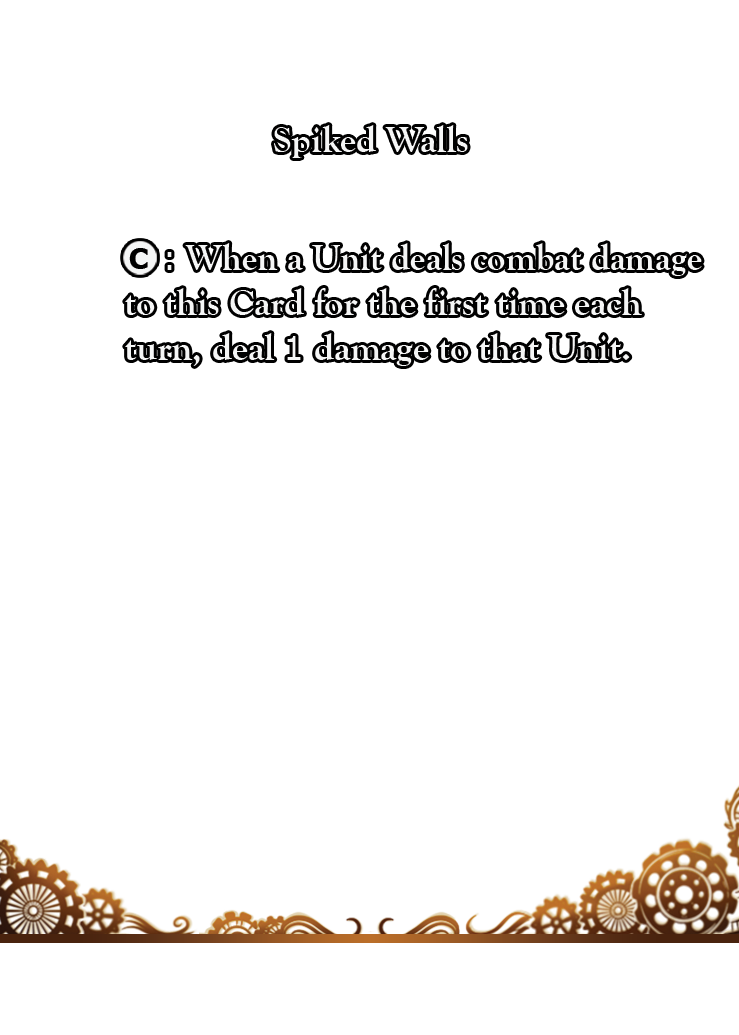 Spiked Walls
©: When a Unit deals combat damage
to this Card for the first time each
turn, deal 1 damage to that Unit.